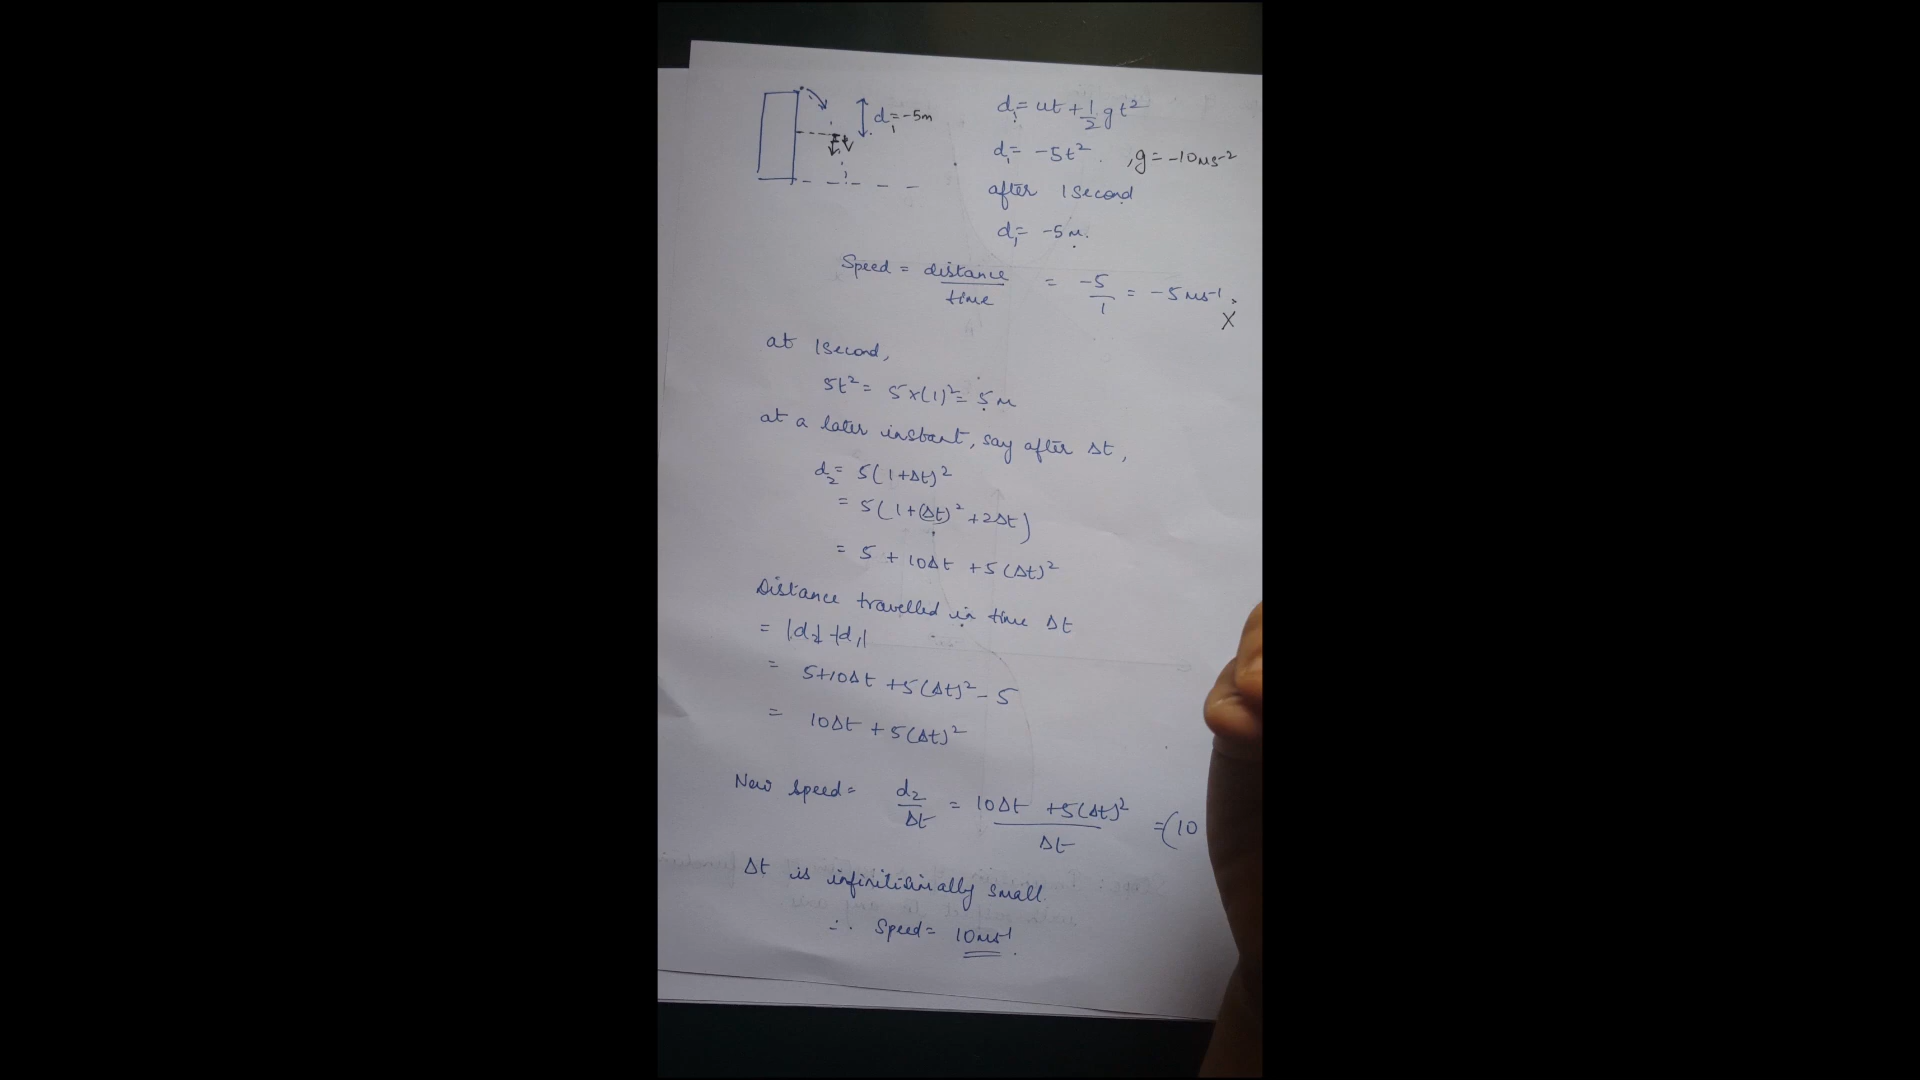 d₁ = -5m
d₁ = ut + 1/2 gt²
d₁ = -5t² , g = -10ms⁻²
after 1 second
d₁ = -5m.
Speed = distance/time = -5/1 = -5ms⁻¹.
X
at 1 second,
5t² = 5x(1)² = 5m
at a later instant, say after Δt,
d₂ = 5(1+Δt)²
= 5(1+(Δt)² +2Δt)
= 5 + 10Δt +5(Δt)²
Distance travelled in time Δt
= |d₂| - |d₁|
= 5+10Δt +5(Δt)² - 5
= 10Δt + 5(Δt)²
New speed = d₂/Δt = 10Δt +5(Δt)²/Δt = (10
Δt is infinitisimally small.
∴ Speed = 10ms⁻¹.